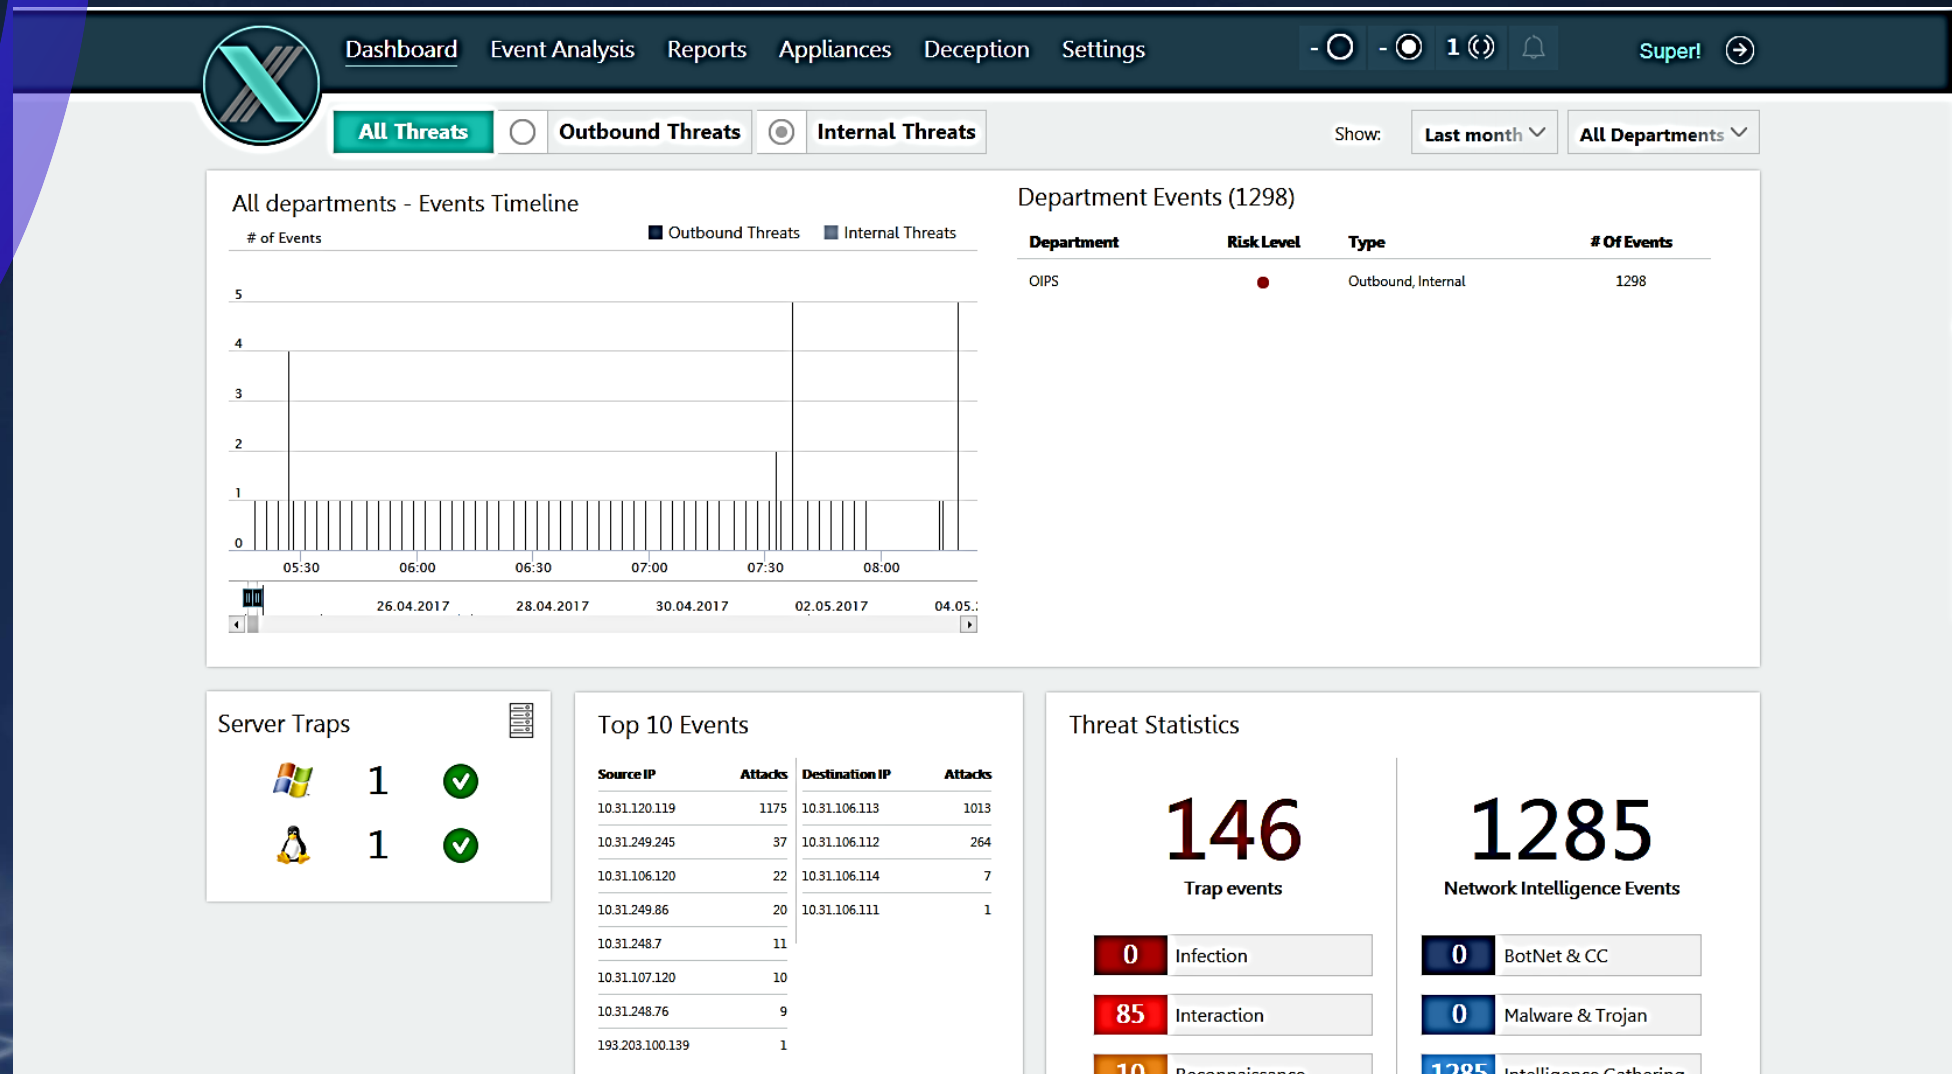 Dashboard Event Analysis Reports Appliances Deception Settings - - 1 Super!
All Threats Outbound Threats Internal Threats Show: Last month All Departments
All departments - Events Timeline
# of Events
Outbound Threats Internal Threats
5
4
3
2
1
0
05:30 06:00 06:30 07:00 07:30 08:00
26.04.2017 28.04.2017 30.04.2017 02.05.2017 04.05.
Department Events (1298)
Department Risk Level Type # Of Events
OIPS Outbound, Internal 1298
Server Traps
1
1
Top 10 Events
Source IP Attacks Destination IP Attacks
10.31.120.119 1175 10.31.106.113 1013
10.31.249.245 37 10.31.106.112 264
10.31.106.120 22 10.31.106.114 7
10.31.249.86 20 10.31.106.111 1
10.31.248.7 11
10.31.107.120 10
10.31.248.76 9
193.203.100.139 1
Threat Statistics
146 1285
Trap events Network Intelligence Events
0 Infection 0 BotNet & CC
85 Interaction 0 Malware & Trojan
10 Reconnaissance 1285 Intelligence Gathering